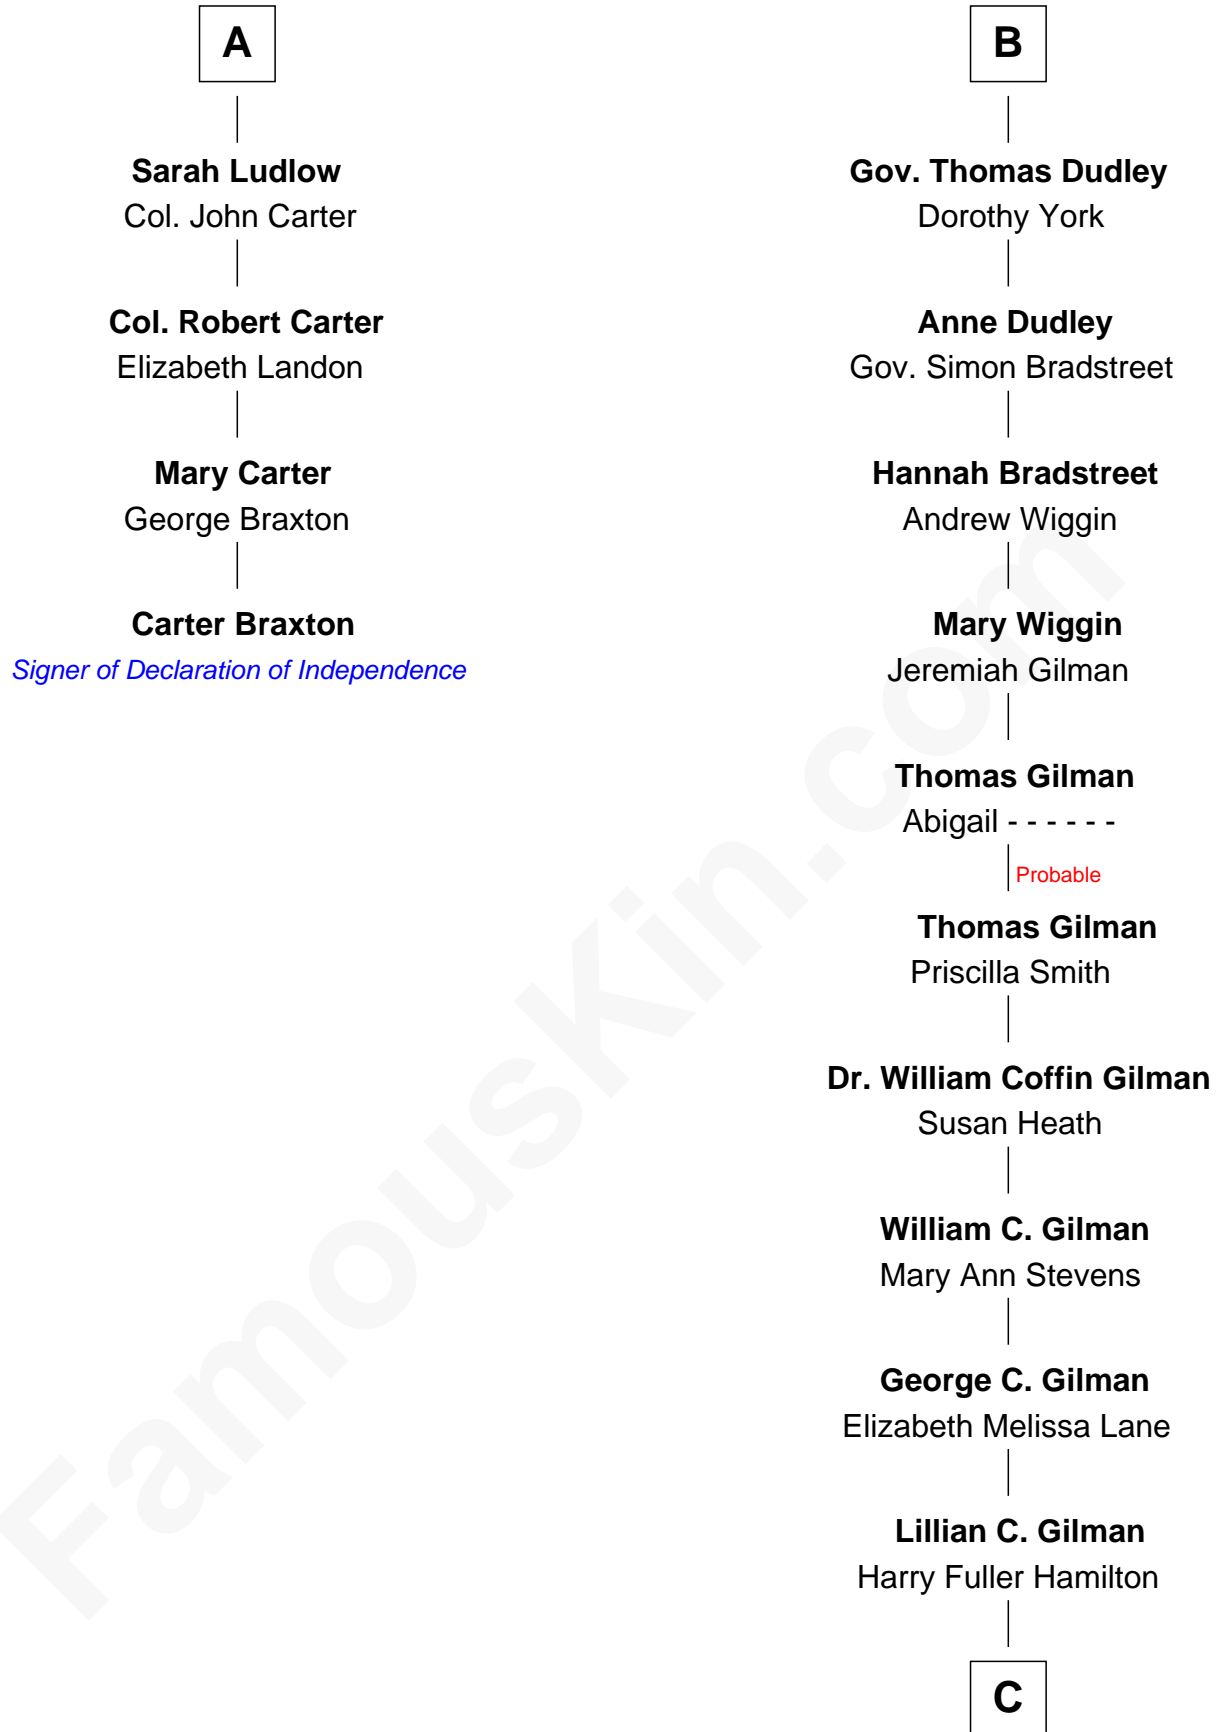 A
Sarah Ludlow
Col. John Carter
Col. Robert Carter
Elizabeth Landon
Mary Carter
George Braxton
Carter Braxton
Signer of Declaration of Independence
B
Gov. Thomas Dudley
Dorothy York
Anne Dudley
Gov. Simon Bradstreet
Hannah Bradstreet
Andrew Wiggin
Mary Wiggin
Jeremiah Gilman
Thomas Gilman
Abigail - - - - - -
Probable
Thomas Gilman
Priscilla Smith
Dr. William Coffin Gilman
Susan Heath
William C. Gilman
Mary Ann Stevens
George C. Gilman
Elizabeth Melissa Lane
Lillian C. Gilman
Harry Fuller Hamilton
C
FamousKin.com